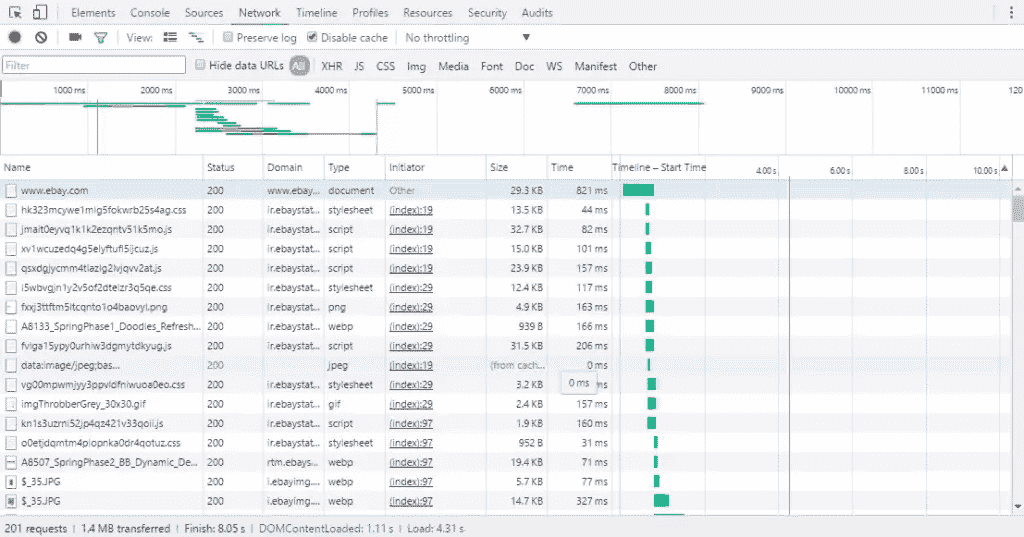 Elements Console Sources Network Timeline Profiles Resources Security Audits
View: Preserve log Disable cache No throttling
Filter Hide data URLs All XHR JS CSS Img Media Font Doc WS Manifest Other
1000 ms 2000 ms 3000 ms 4000 ms 5000 ms 6000 ms 7000 ms 8000 ms 9000 ms 10000 ms 11000 ms 120
Name Status Domain Type Initiator Size Time Timeline – Start Time 4.00 s 6.00 s 8.00 s 10.00 s
www.ebay.com 200 www.ebay... document Other 29.3 KB 821 ms
hk323mcywe1mig5fokwrb25s4ag.css 200 ir.ebaystat... stylesheet (index):19 13.5 KB 44 ms
jmait0eyvq1k1k2ezqntv51k5mo.js 200 ir.ebaystat... script (index):19 32.7 KB 82 ms
xv1wcuzedq4g5elyftufi5ijcuz.js 200 ir.ebaystat... script (index):19 15.0 KB 101 ms
qsxdgjycmm4tlazig2lvjqvv2at.js 200 ir.ebaystat... script (index):19 23.9 KB 157 ms
i5wbvgjn1y2v5of2dtelzr3q5qe.css 200 ir.ebaystat... stylesheet (index):29 12.4 KB 117 ms
fxxj3ttftm5ltcqnto1o4baovyl.png 200 ir.ebaystat... png (index):29 4.9 KB 163 ms
A8133_SpringPhase1_Doodles_Refresh... 200 ir.ebaystat... webp (index):29 939 B 166 ms
fviga15ypy0urhiw3dgmytdkyug.js 200 ir.ebaystat... script (index):29 31.5 KB 206 ms
data:image/jpeg;bas... 200 jpeg (index):19 (from cach... 0 ms
vg00mpwmjyy3ppvldfniwuoa0eo.css 200 ir.ebaystat... stylesheet (index):29 3.2 KB 0 ms
imgThrobberGrey_30x30.gif 200 ir.ebaystat... gif (index):29 2.4 KB 157 ms
kn1s3uzrni52jp4qz421v33qoii.js 200 ir.ebaystat... script (index):97 1.9 KB 160 ms
o0etjdqmtm4piopnka0dr4qotuz.css 200 ir.ebaystat... stylesheet (index):97 952 B 31 ms
A8507_SpringPhase2_BB_Dynamic_De... 200 rtm.ebays... webp (index):97 19.4 KB 71 ms
$_35.JPG 200 i.ebayimg.... webp (index):97 5.7 KB 77 ms
$_35.JPG 200 i.ebayimg.... webp (index):97 14.7 KB 327 ms
201 requests | 1.4 MB transferred | Finish: 8.05 s | DOMContentLoaded: 1.11 s | Load: 4.31 s